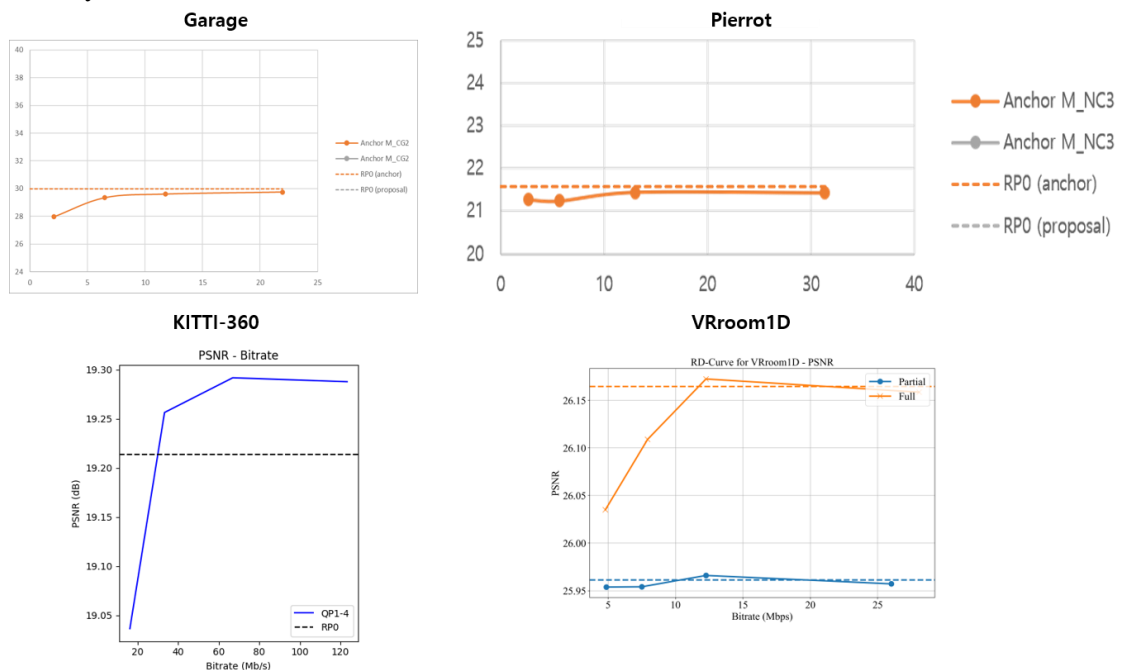 Garage
40
38
36
34
32
30
28
26
24
0 5 10 15 20 25
Anchor M_CG2
Anchor M_CG2
RP0 (anchor)
RP0 (proposal)
Pierrot
25
24
23
22
21
20
0 10 20 30 40
Anchor M_NC3
Anchor M_NC3
RP0 (anchor)
RP0 (proposal)
KITTI-360
PSNR - Bitrate
PSNR (dB)
19.30
19.25
19.20
19.15
19.10
19.05
20 40 60 80 100 120
Bitrate (Mb/s)
QP1-4
RP0
VRroom1D
RD-Curve for VRroom1D - PSNR
PSNR
26.15
26.10
26.05
26.00
25.95
5 10 15 20 25
Bitrate (Mbps)
Partial
Full